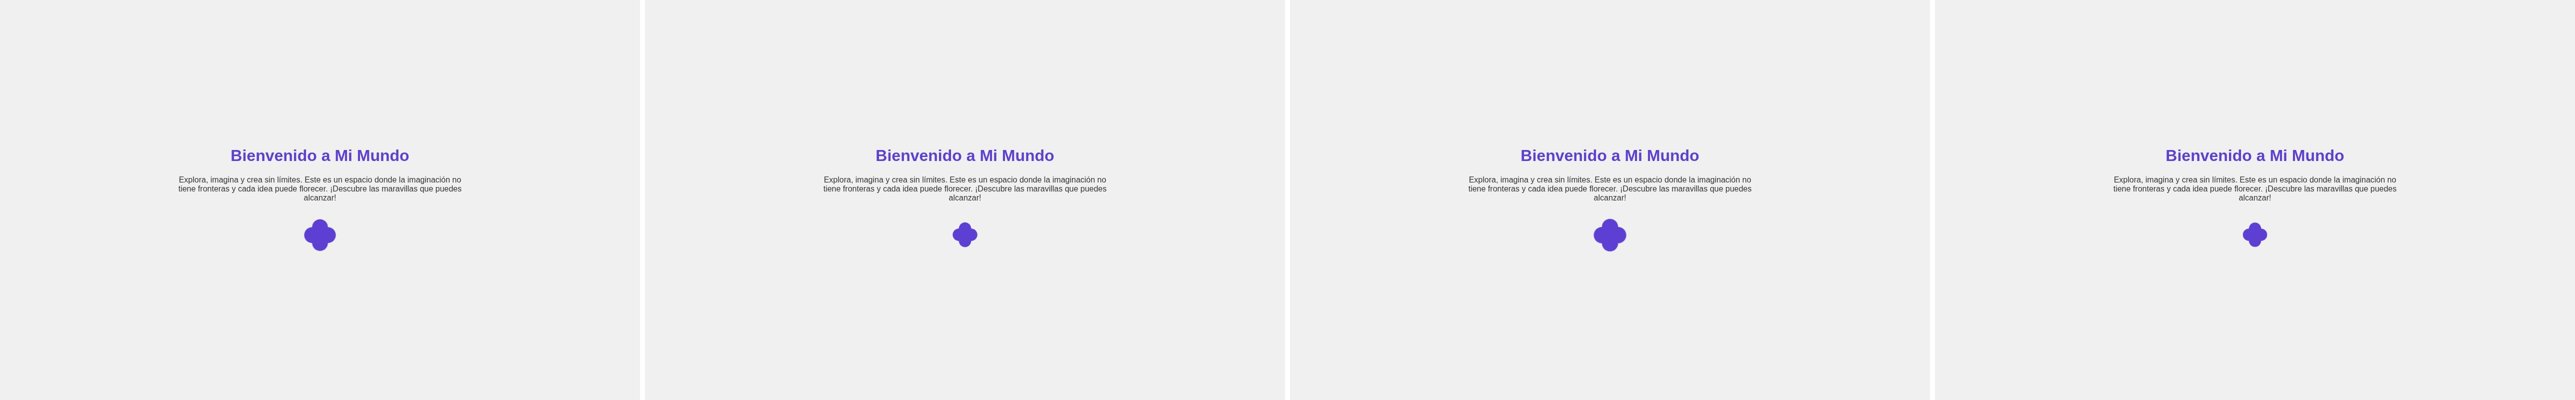 Bienvenido a Mi Mundo
Explora, imagina y crea sin límites. Este es un espacio donde la imaginación no
tiene fronteras y cada idea puede florecer. ¡Descubre las maravillas que puedes
alcanzar!
Bienvenido a Mi Mundo
Explora, imagina y crea sin límites. Este es un espacio donde la imaginación no
tiene fronteras y cada idea puede florecer. ¡Descubre las maravillas que puedes
alcanzar!
Bienvenido a Mi Mundo
Explora, imagina y crea sin límites. Este es un espacio donde la imaginación no
tiene fronteras y cada idea puede florecer. ¡Descubre las maravillas que puedes
alcanzar!
Bienvenido a Mi Mundo
Explora, imagina y crea sin límites. Este es un espacio donde la imaginación no
tiene fronteras y cada idea puede florecer. ¡Descubre las maravillas que puedes
alcanzar!